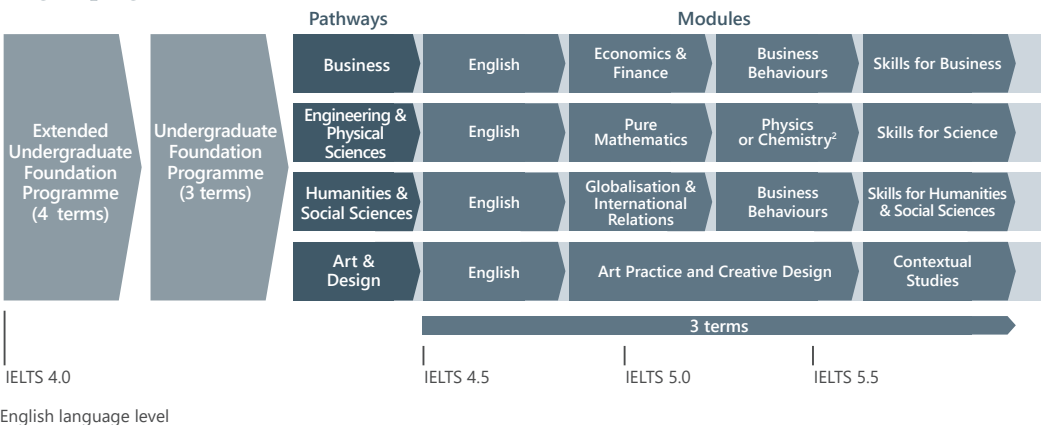 Pathways
Modules
Extended
Undergraduate
Foundation
Programme
(4 terms)
Undergraduate
Foundation
Programme
(3 terms)
Business
English
Economics &
Finance
Business
Behaviours
Skills for Business
Engineering &
Physical
Sciences
English
Pure
Mathematics
Physics
or Chemistry²
Skills for Science
Humanities &
Social Sciences
English
Globalisation &
International
Relations
Business
Behaviours
Skills for Humanities
& Social Sciences
Art &
Design
English
Art Practice and Creative Design
Contextual
Studies
3 terms
IELTS 4.0
IELTS 4.5
IELTS 5.0
IELTS 5.5
English language level